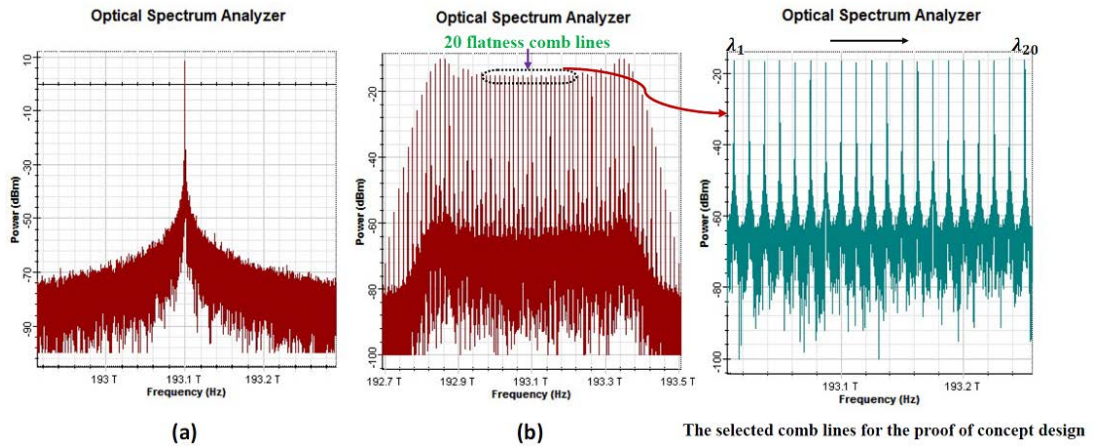 Optical Spectrum Analyzer
Power (dBm)
10
-10
-30
-50
-70
-90
193 T
193.1 T
193.2 T
Frequency (Hz)
(a)
Optical Spectrum Analyzer
20 flatness comb lines
Power (dBm)
-20
-40
-60
-80
-100
192.7 T
192.9 T
193.1 T
193.3 T
193.5 T
Frequency (Hz)
(b)
Optical Spectrum Analyzer
λ1
λ20
Power (dBm)
-20
-40
-60
-80
-100
193.1 T
193.2 T
Frequency (Hz)
The selected comb lines for the proof of concept design